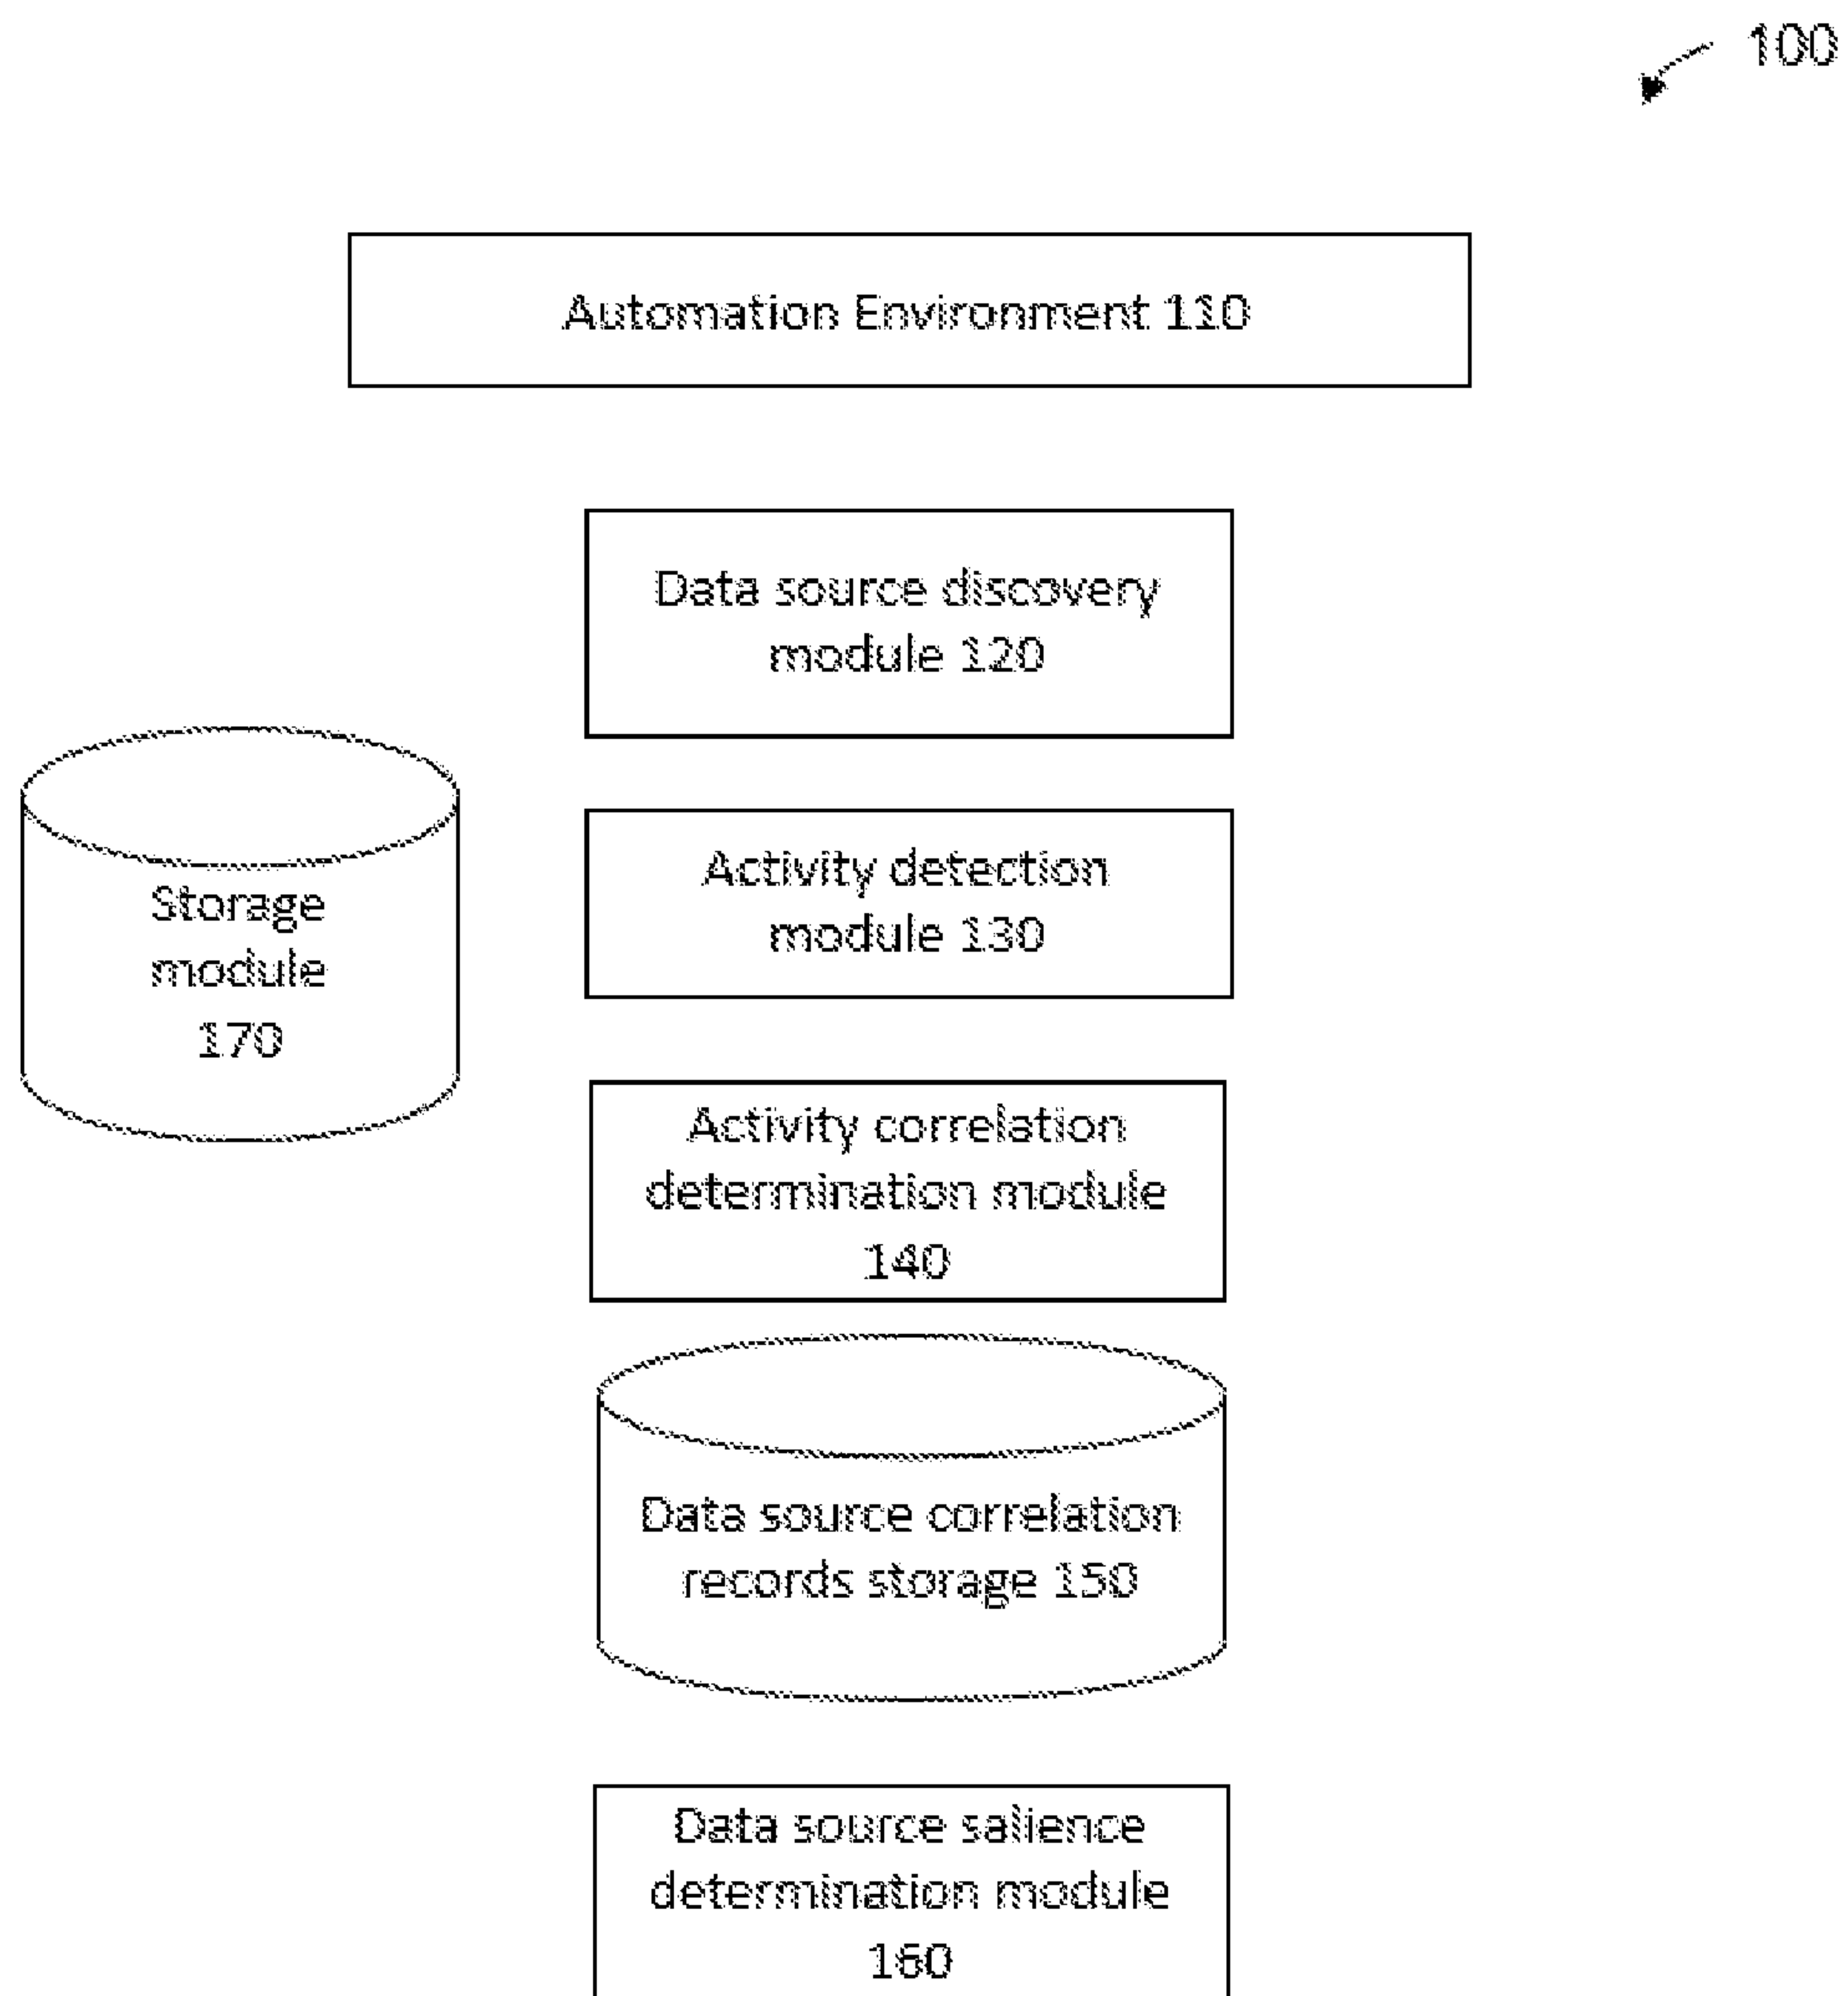 100
Automation Environment 110
Data source discovery
module 120
Activity detection
module 130
Storage
module
170
Activity correlation
determination module
140
Data source correlation
records storage 150
Data source salience
determination module
160